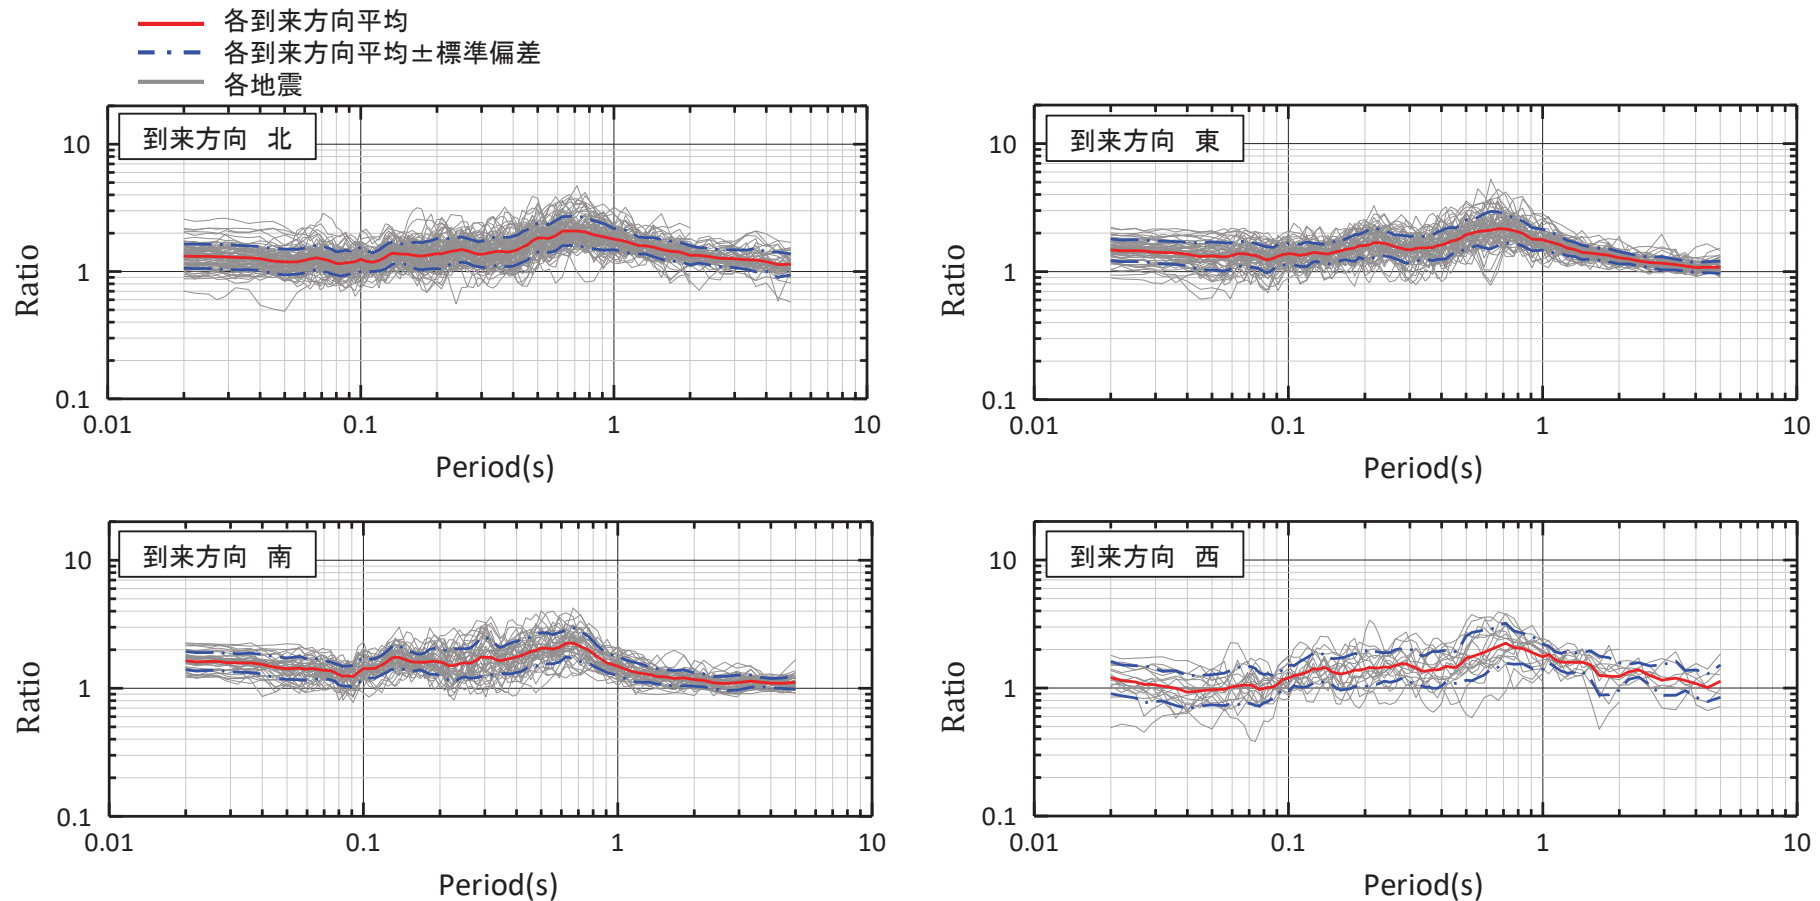 各到来方向平均
各到来方向平均±標準偏差
各地震
到来方向 北
10
1
0.1
0.01 0.1 1 10
Ratio
Period(s)
到来方向 東
10
1
0.1
0.01 0.1 1 10
Ratio
Period(s)
到来方向 南
10
1
0.1
0.01 0.1 1 10
Ratio
Period(s)
到来方向 西
10
1
0.1
0.01 0.1 1 10
Ratio
Period(s)